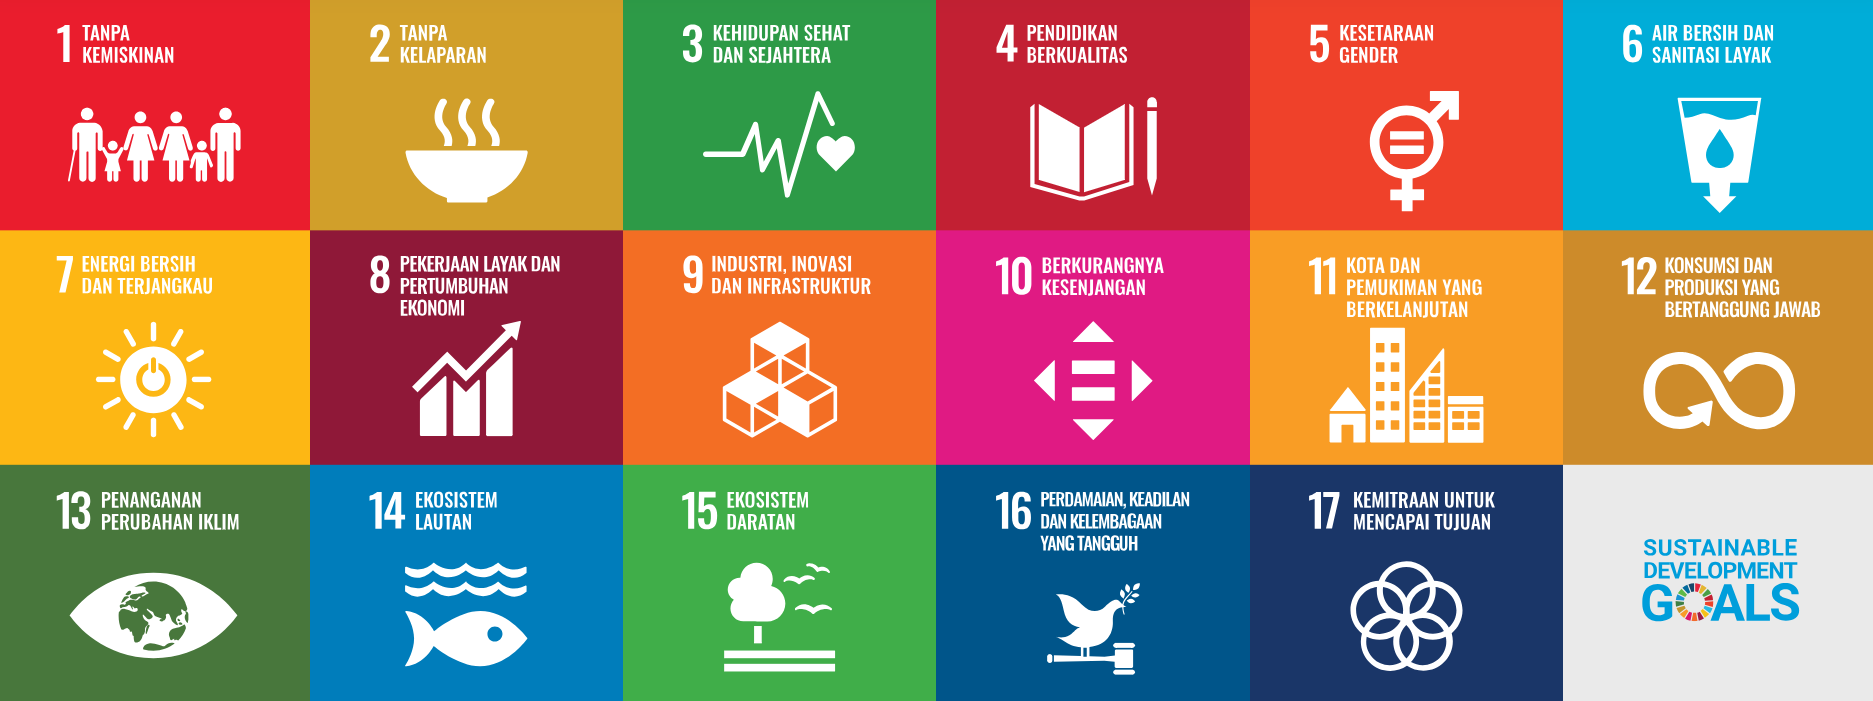 1 TANPA
KEMISKINAN
2 TANPA
KELAPARAN
3 KEHIDUPAN SEHAT
DAN SEJAHTERA
4 PENDIDIKAN
BERKUALITAS
5 KESETARAAN
GENDER
6 AIR BERSIH DAN
SANITASI LAYAK
7 ENERGI BERSIH
DAN TERJANGKAU
8 PEKERJAAN LAYAK DAN
PERTUMBUHAN
EKONOMI
9 INDUSTRI, INOVASI
DAN INFRASTRUKTUR
10 BERKURANGNYA
KESENJANGAN
11 KOTA DAN
PEMUKIMAN YANG
BERKELANJUTAN
12 KONSUMSI DAN
PRODUKSI YANG
BERTANGGUNG JAWAB
13 PENANGANAN
PERUBAHAN IKLIM
14 EKOSISTEM
LAUTAN
15 EKOSISTEM
DARATAN
16 PERDAMAIAN, KEADILAN
DAN KELEMBAGAAN
YANG TANGGUH
17 KEMITRAAN UNTUK
MENCAPAI TUJUAN
SUSTAINABLE
DEVELOPMENT
GOALS